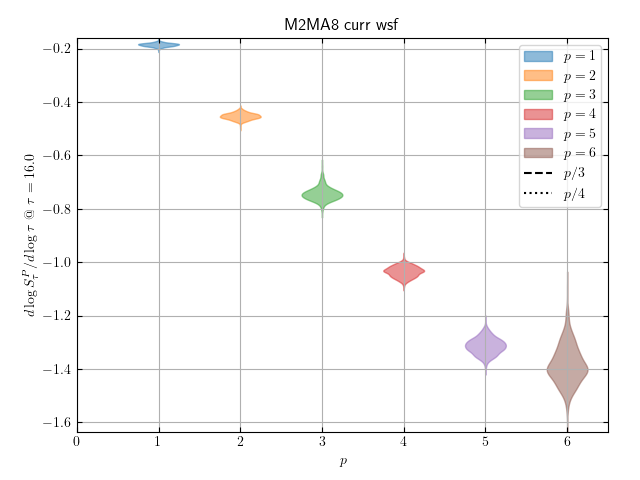 M2MA8 curr wsf
d log S_τ^P / d log τ @ τ = 16.0
−0.2
−0.4
−0.6
−0.8
−1.0
−1.2
−1.4
−1.6
0 1 2 3 4 5 6
p
p = 1
p = 2
p = 3
p = 4
p = 5
p = 6
p/3
p/4